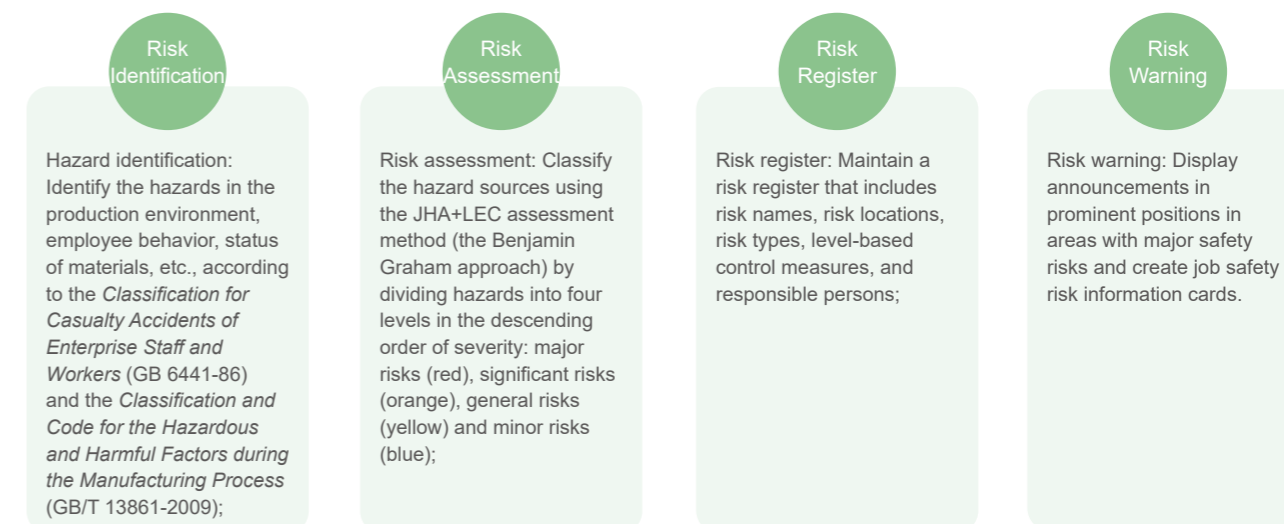 Risk
Identification
Hazard identification:
Identify the hazards in the
production environment,
employee behavior, status
of materials, etc., according
to the Classification for
Casualty Accidents of
Enterprise Staff and
Workers (GB 6441-86)
and the Classification and
Code for the Hazardous
and Harmful Factors during
the Manufacturing Process
(GB/T 13861-2009);
Risk
Assessment
Risk assessment: Classify
the hazard sources using
the JHA+LEC assessment
method (the Benjamin
Graham approach) by
dividing hazards into four
levels in the descending
order of severity: major
risks (red), significant risks
(orange), general risks
(yellow) and minor risks
(blue);
Risk
Register
Risk register: Maintain a
risk register that includes
risk names, risk locations,
risk types, level-based
control measures, and
responsible persons;
Risk
Warning
Risk warning: Display
announcements in
prominent positions in
areas with major safety
risks and create job safety
risk information cards.